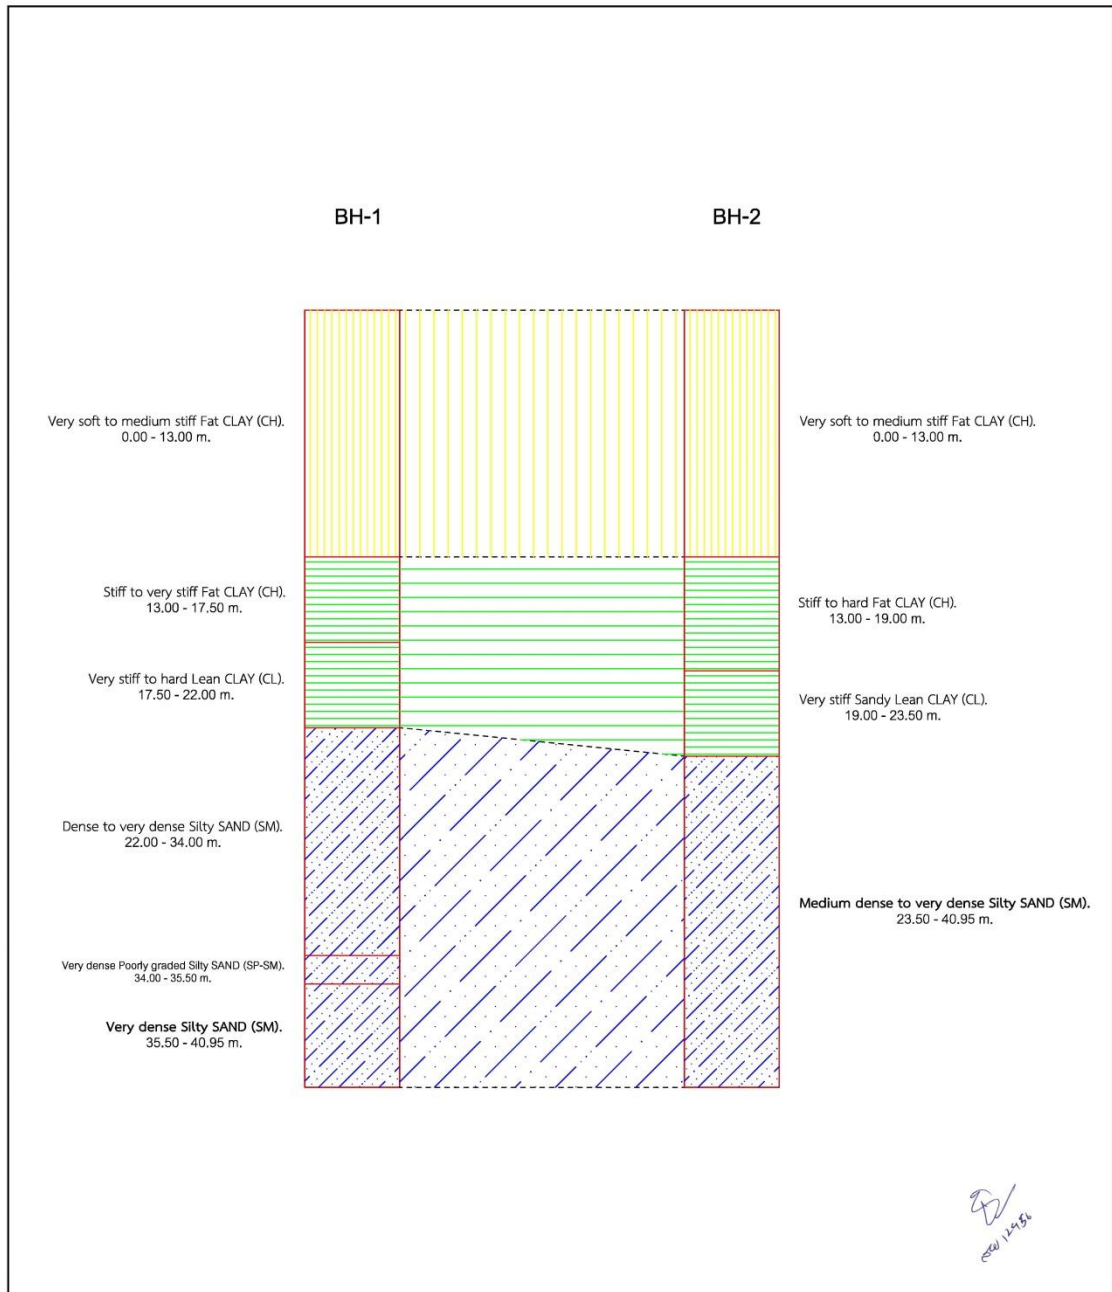 BH-1
BH-2
Very soft to medium stiff Fat CLAY (CH).
0.00 - 13.00 m.
Very soft to medium stiff Fat CLAY (CH).
0.00 - 13.00 m.
Stiff to very stiff Fat CLAY (CH).
13.00 - 17.50 m.
Stiff to hard Fat CLAY (CH).
13.00 - 19.00 m.
Very stiff to hard Lean CLAY (CL).
17.50 - 22.00 m.
Very stiff Sandy Lean CLAY (CL).
19.00 - 23.50 m.
Dense to very dense Silty SAND (SM).
22.00 - 34.00 m.
Medium dense to very dense Silty SAND (SM).
23.50 - 40.95 m.
Very dense Poorly graded Silty SAND (SP-SM).
34.00 - 35.50 m.
Very dense Silty SAND (SM).
35.50 - 40.95 m.